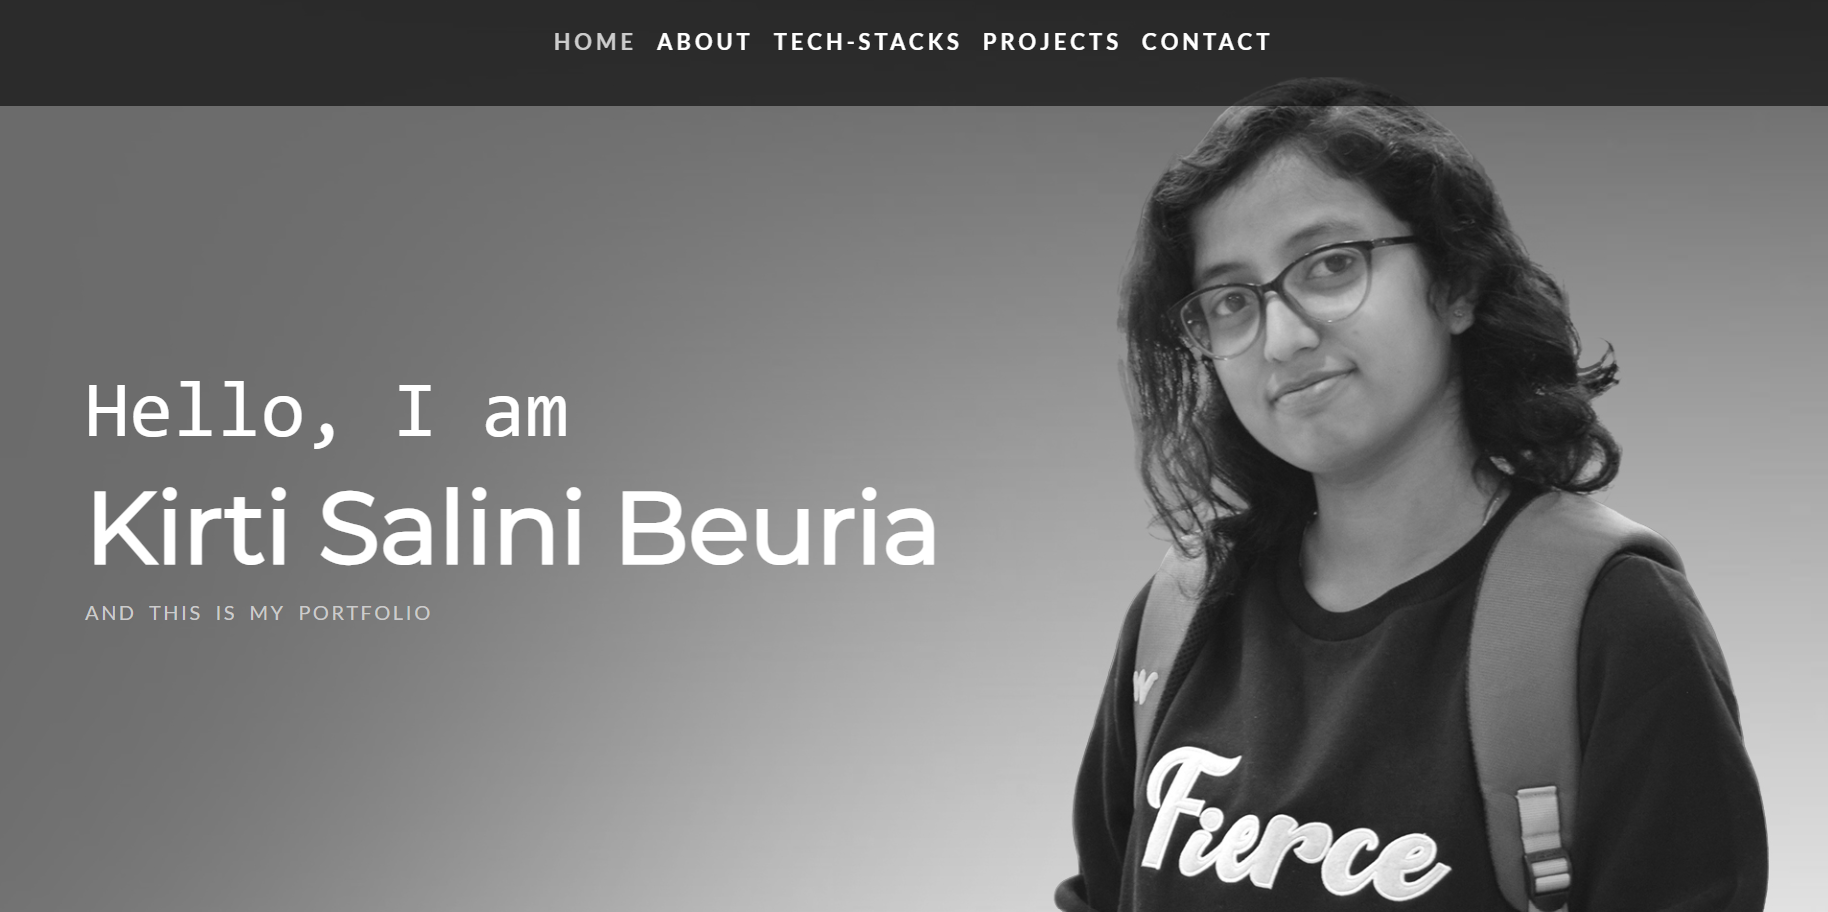 HOME ABOUT TECH-STACKS PROJECTS CONTACT
Hello, I am
Kirti Salini Beuria
AND THIS IS MY PORTFOLIO
W
Fierce